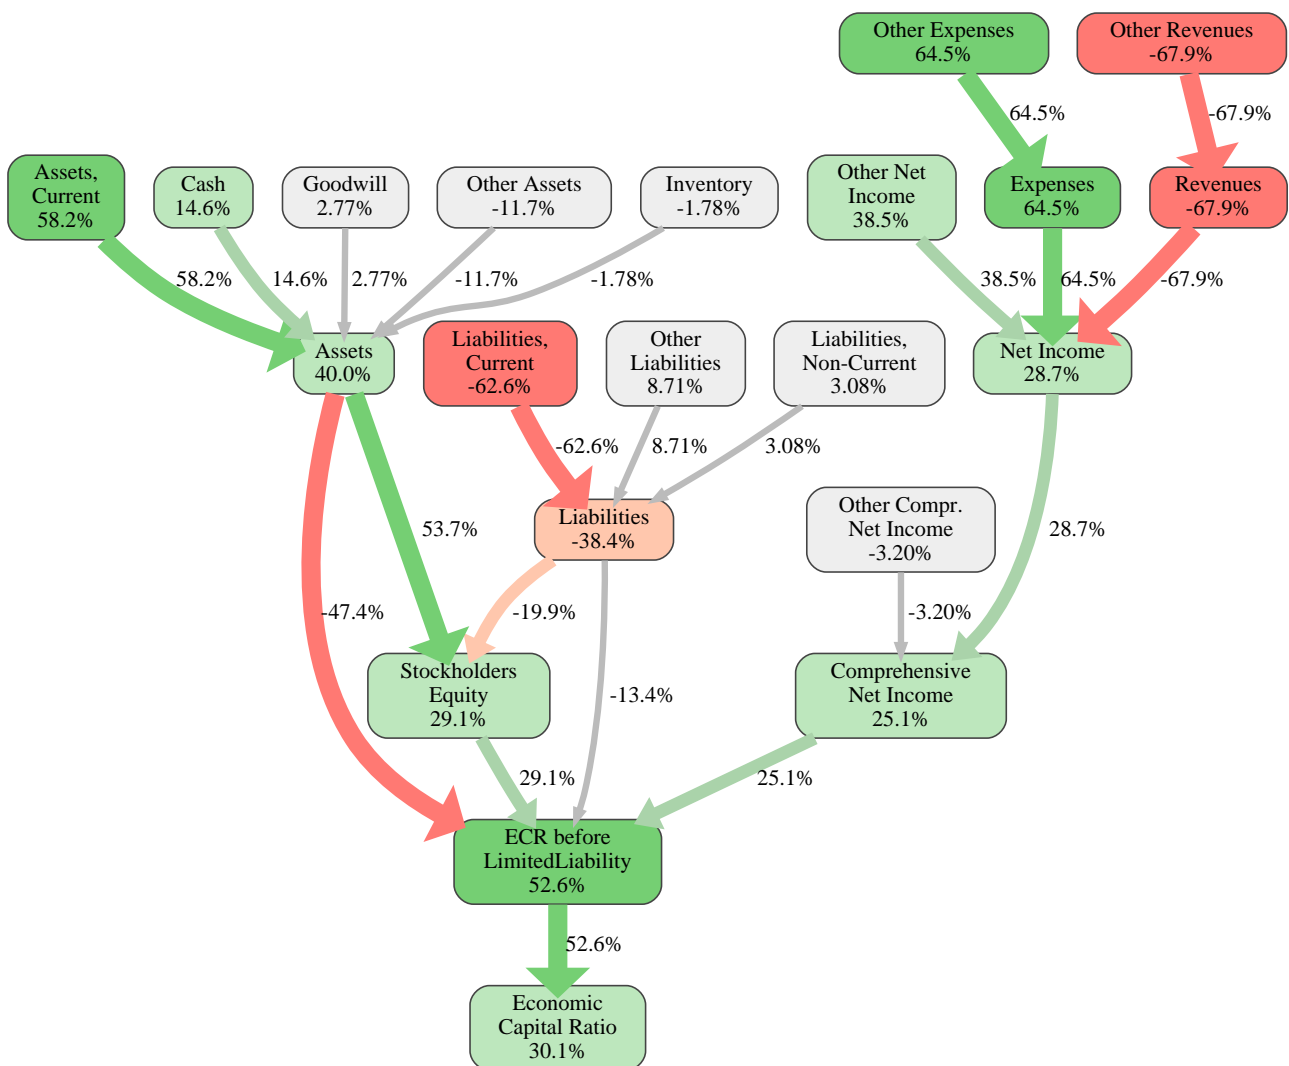 Other Expenses
64.5%
Other Revenues
-67.9%
64.5%
-67.9%
Assets,
Current
58.2%
Cash
14.6%
Goodwill
2.77%
Other Assets
-11.7%
Inventory
-1.78%
Other Net
Income
38.5%
Expenses
64.5%
Revenues
-67.9%
58.2%
14.6%
2.77%
-11.7%
-1.78%
38.5%
64.5%
-67.9%
Assets
40.0%
Liabilities,
Current
-62.6%
Other
Liabilities
8.71%
Liabilities,
Non-Current
3.08%
Net Income
28.7%
-62.6%
8.71%
3.08%
53.7%
Liabilities
-38.4%
Other Compr.
Net Income
-3.20%
28.7%
-47.4%
-19.9%
-3.20%
Stockholders
Equity
29.1%
-13.4%
Comprehensive
Net Income
25.1%
29.1%
25.1%
ECR before
LimitedLiability
52.6%
52.6%
Economic
Capital Ratio
30.1%